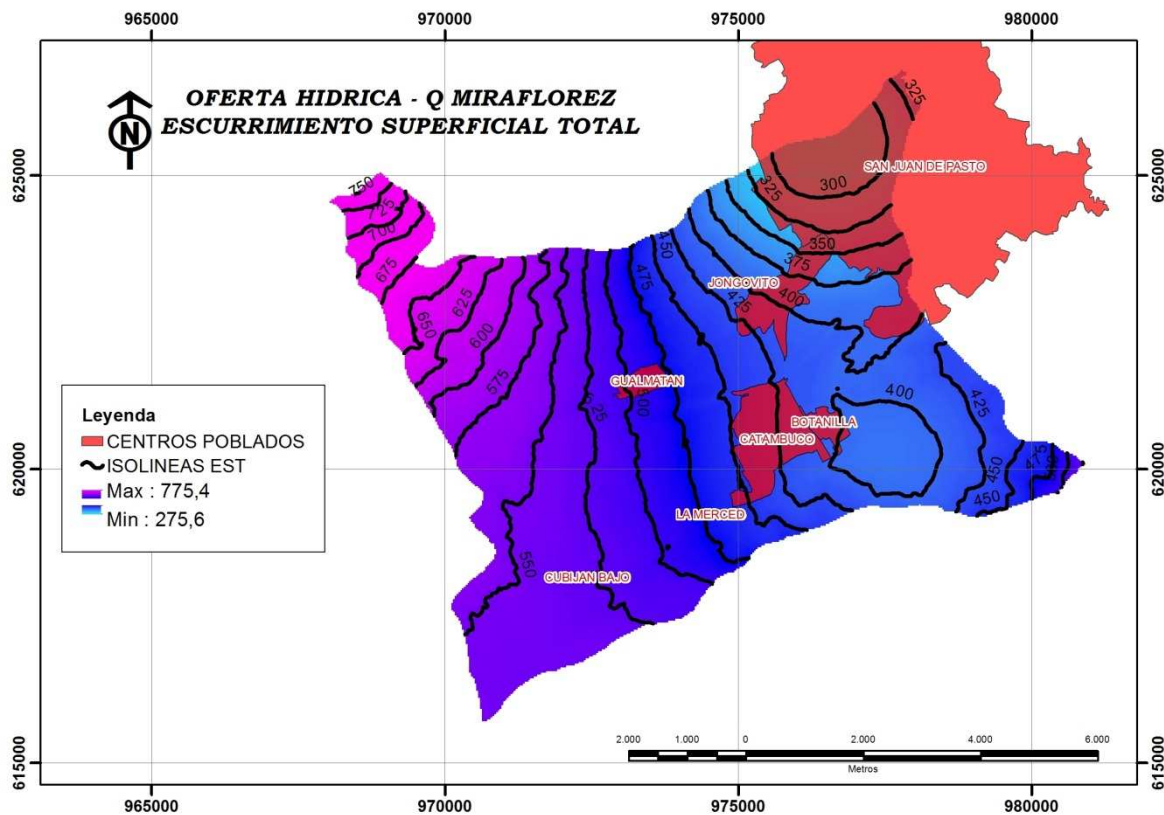 965000
970000
975000
980000
OFERTA HIDRICA - Q MIRAFLOREZ
ESCURRIMIENTO SUPERFICIAL TOTAL
N
325
SAN JUAN DE PASTO
625000
625000
750
725
700
675
650
625
600
575
300
325
350
375
400
425
450
475
JONGOVITO
GUALMATAN
525
500
400
425
BOTANILLA
CATAMBUCO
450
475
450
LA MERCED
550
CUBIJAN BAJO
Leyenda
CENTROS POBLADOS
ISOLINEAS EST
Max : 775,4
Min : 275,6
620000
620000
2.000
1.000
0
2.000
4.000
6.000
Metros
615000
615000
965000
970000
975000
980000